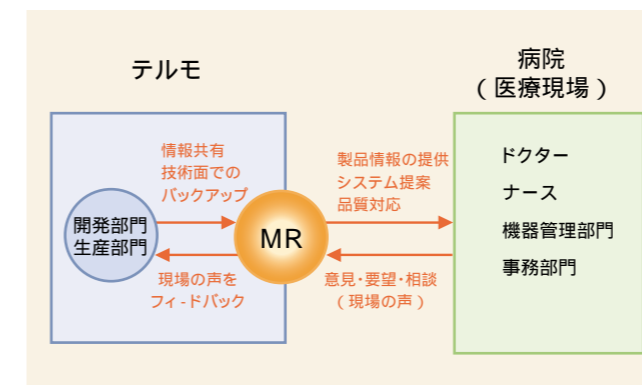 テルモ
病院
(医療現場)
情報共有
技術面での
バックアップ
開発部門
生産部門
現場の声を
フィ-ドバック
MR
製品情報の提供
システム提案
品質対応
意見・要望・相談
(現場の声)
ドクター
ナース
機器管理部門
事務部門